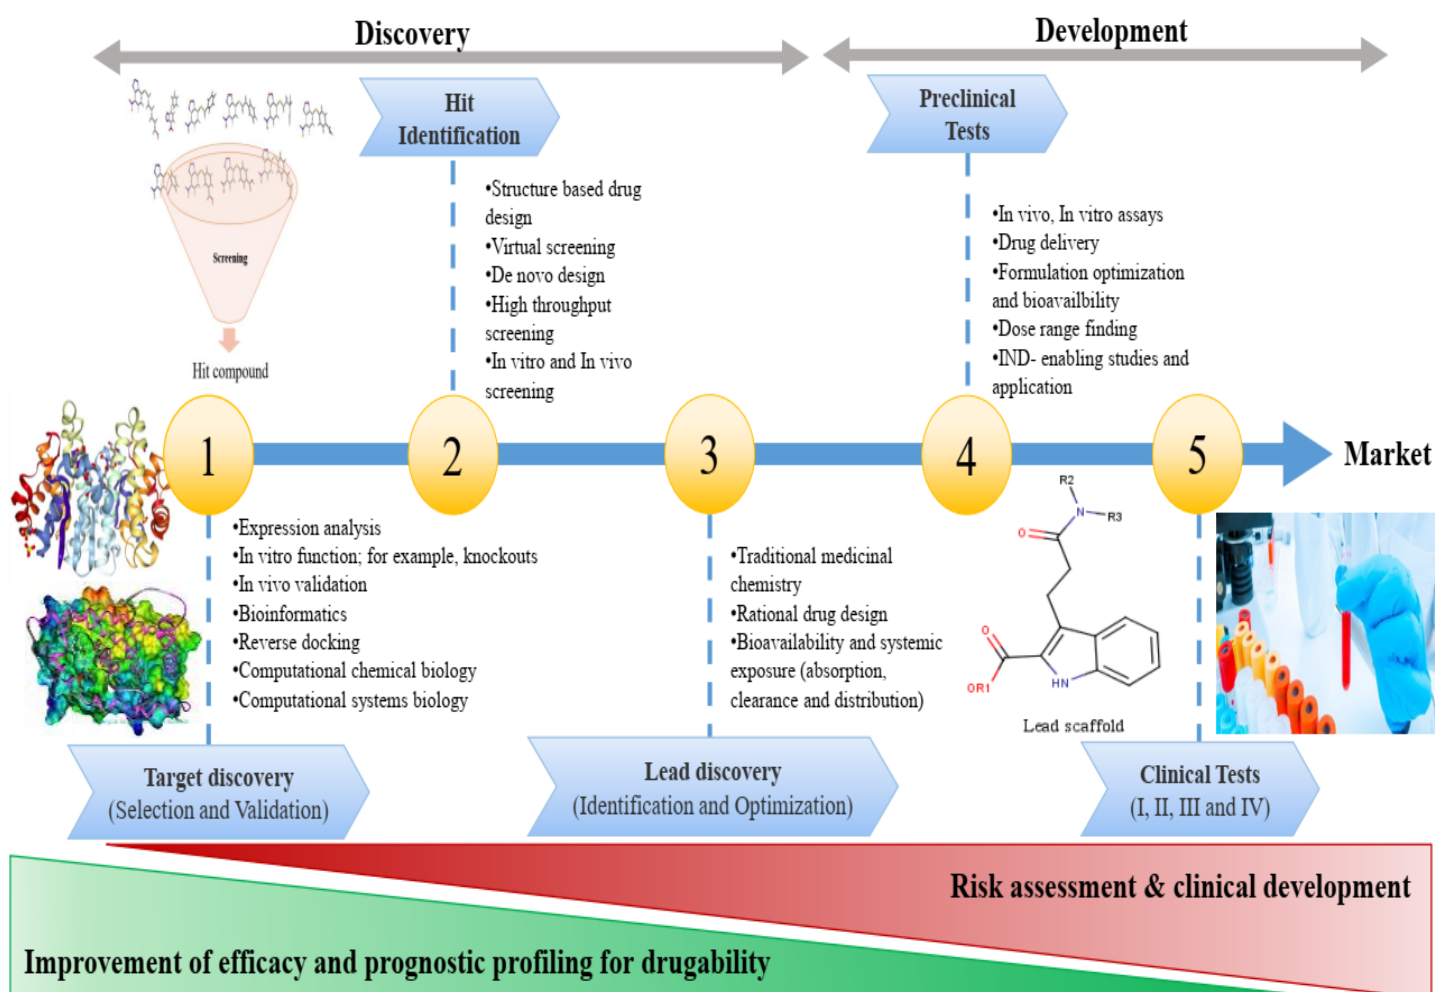 Discovery
Development
Hit
Identification
Preclinical
Tests
•Structure based drug
design
•Virtual screening
•De novo design
•High throughput
screening
•In vitro and In vivo
screening
•In vivo, In vitro assays
•Drug delivery
•Formulation optimization
and bioavailbility
•Dose range finding
•IND- enabling studies and
application
Screening
Hit compound
1
2
3
4
5
Market
•Expression analysis
•In vitro function; for example, knockouts
•In vivo validation
•Bioinformatics
•Reverse docking
•Computational chemical biology
•Computational systems biology
•Traditional medicinal
chemistry
•Rational drug design
•Bioavailability and systemic
exposure (absorption,
clearance and distribution)
R2
N
R3
O
O
OR1
HN
Lead scaffold
Target discovery
(Selection and Validation)
Lead discovery
(Identification and Optimization)
Clinical Tests
(I, II, III and IV)
Risk assessment & clinical development
Improvement of efficacy and prognostic profiling for drugability